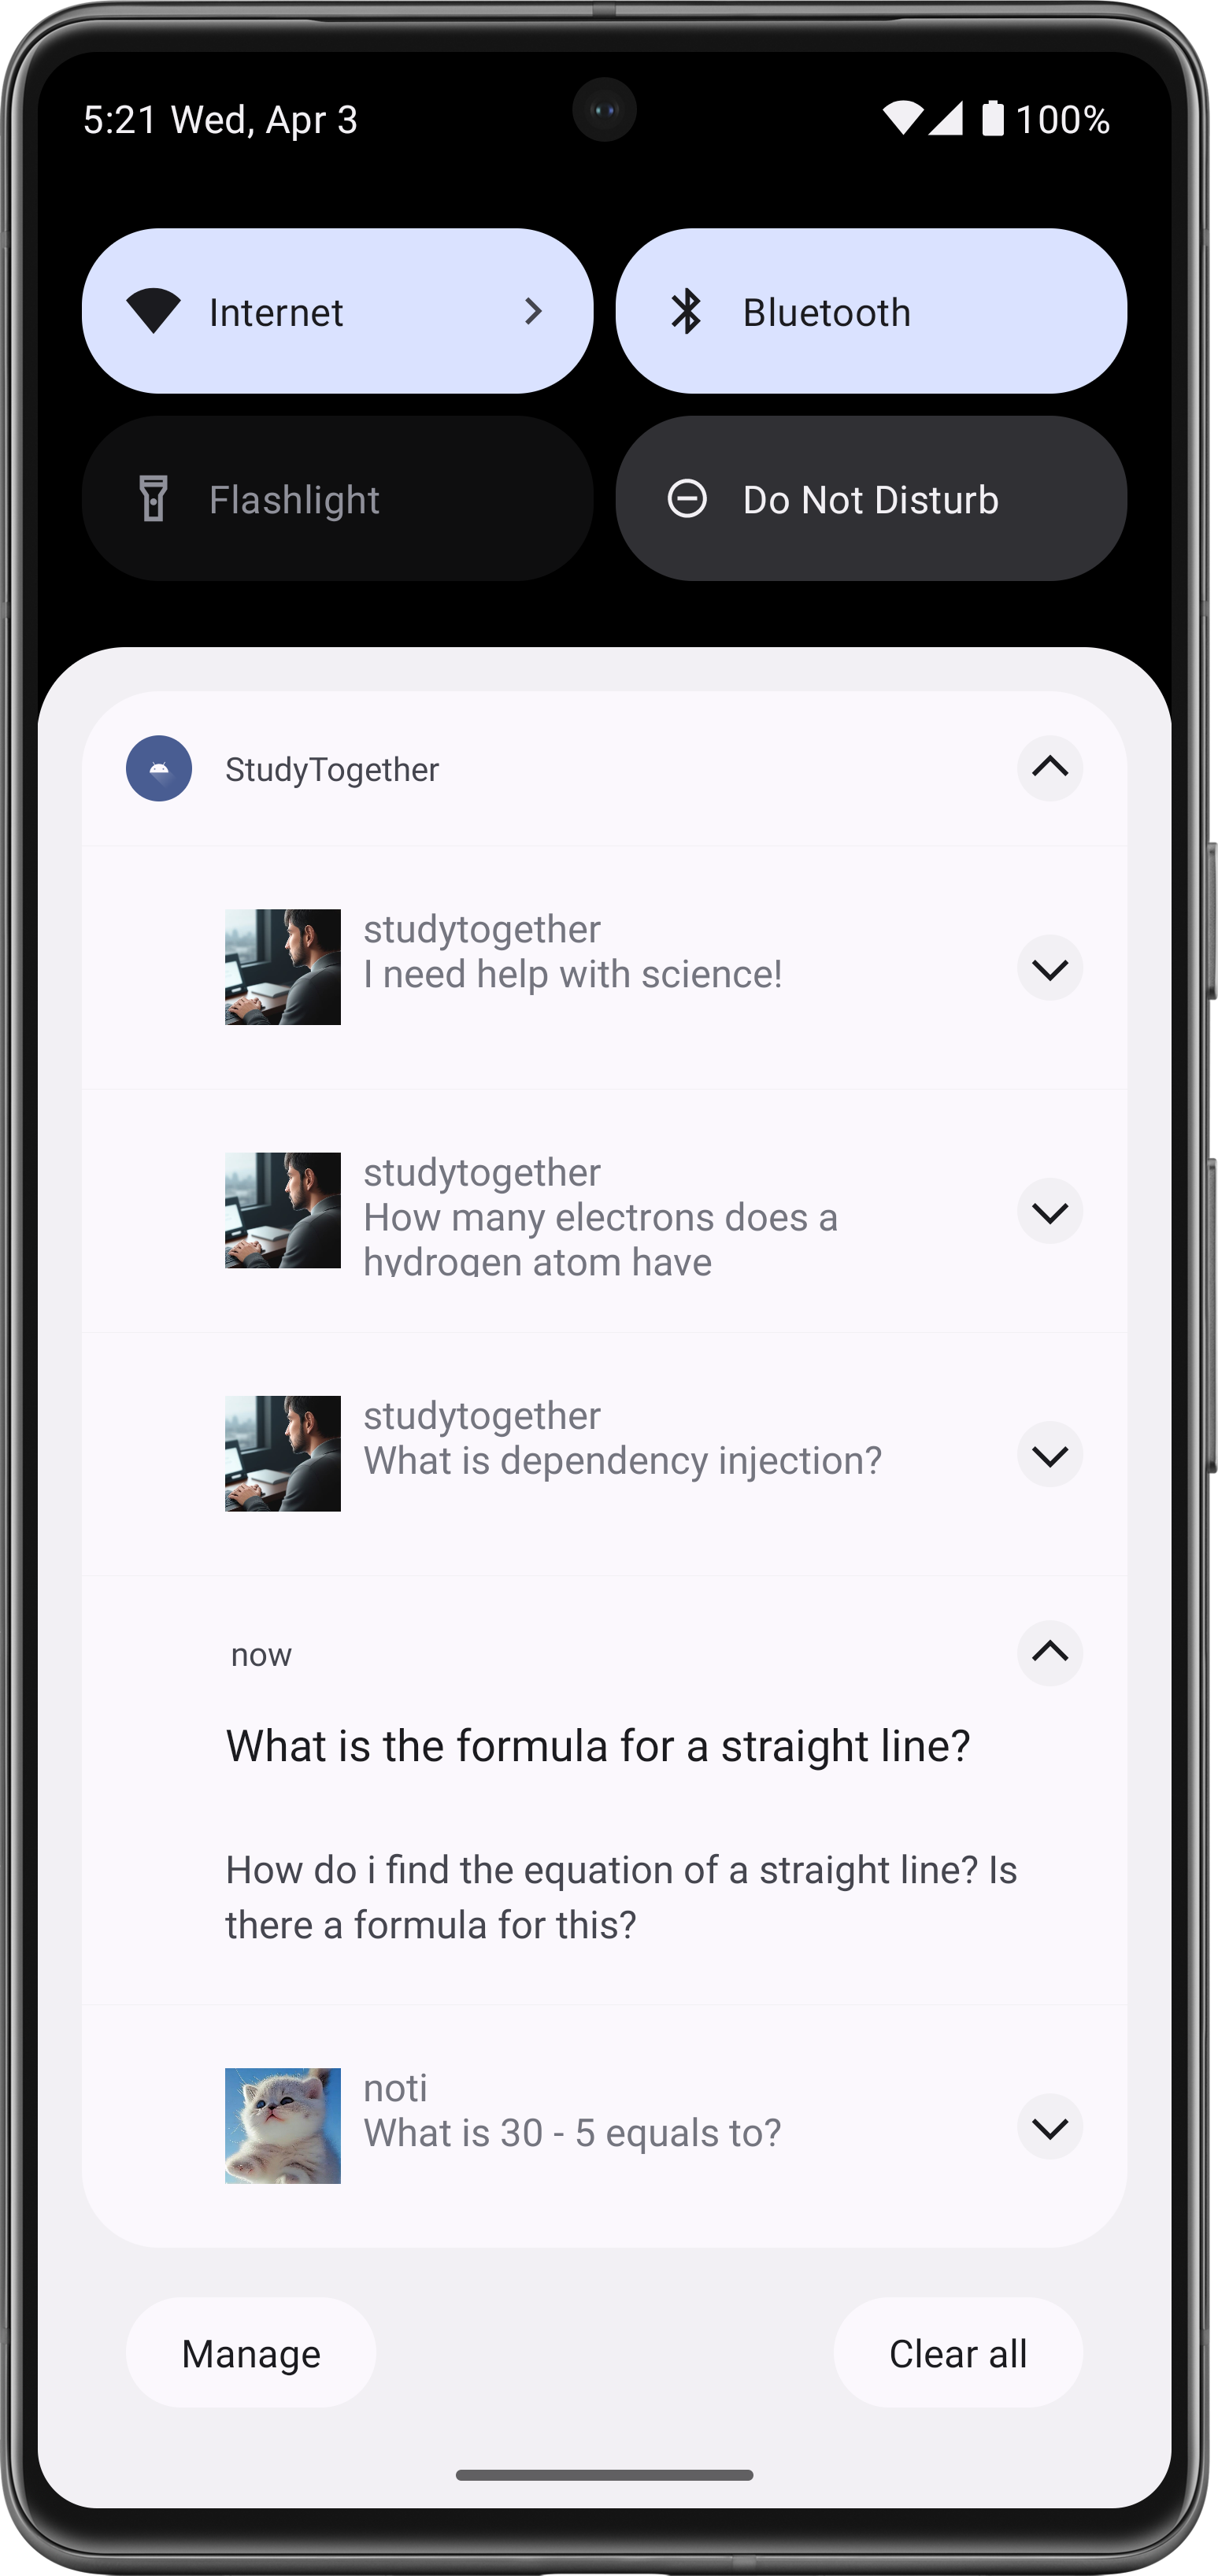 5:21 Wed, Apr 3
100%
Internet
Bluetooth
Flashlight
Do Not Disturb
StudyTogether
studytogether
I need help with science!
studytogether
How many electrons does a
hydrogen atom have
studytogether
What is dependency injection?
now
What is the formula for a straight line?
How do i find the equation of a straight line? Is
there a formula for this?
noti
What is 30 - 5 equals to?
Manage
Clear all